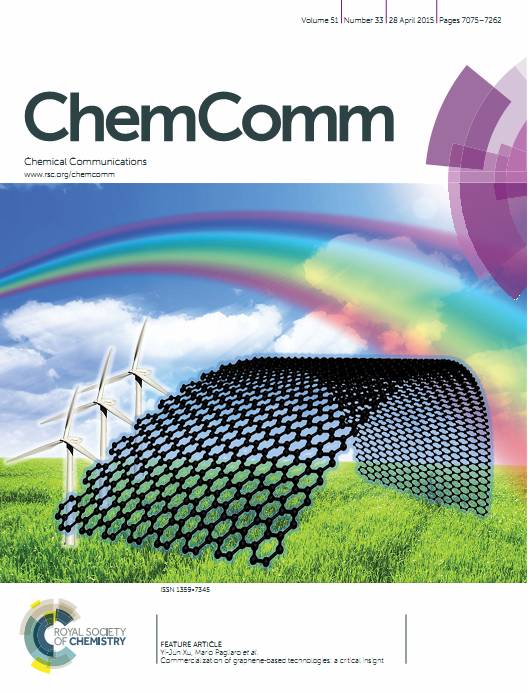 Volume 51 | Number 33 | 28 April 2015 | Pages 7075–7262
ChemComm
Chemical Communications
www.rsc.org/chemcomm
ISSN 1359-7345
ROYAL SOCIETY
OF CHEMISTRY
FEATURE ARTICLE
Yi-Jun Xu, Mario Pagliaro et al.
Commercialization of graphene-based technologies: a critical insight